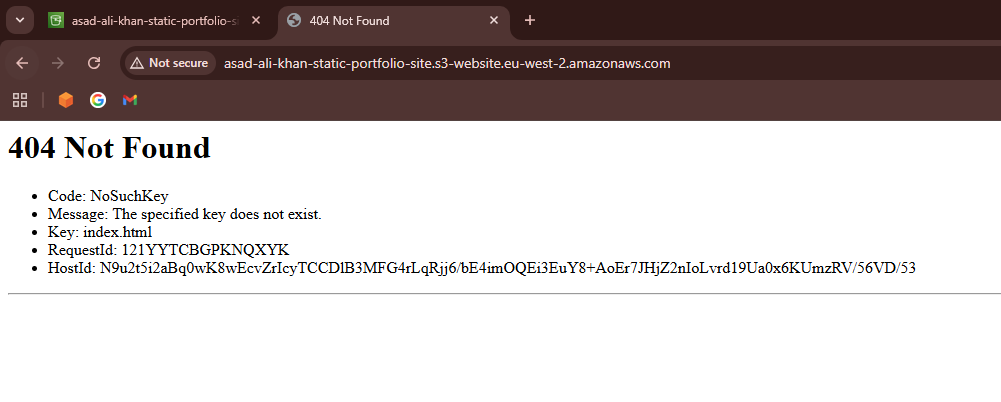 asad-ali-khan-static-portfolio-s
404 Not Found
Not secure
asad-ali-khan-static-portfolio-site.s3-website.eu-west-2.amazonaws.com
404 Not Found
Code: NoSuchKey
Message: The specified key does not exist.
Key: index.html
RequestId: 121YYTCBGPKNQXYK
HostId: N9u2t5i2aBq0wK8wEcvZrIcyTCCDlB3MFG4rLqRjj6/bE4imOQEi3EuY8+AoEr7JHjZ2nIoLvrd19Ua0x6KUmzRV/56VD/53